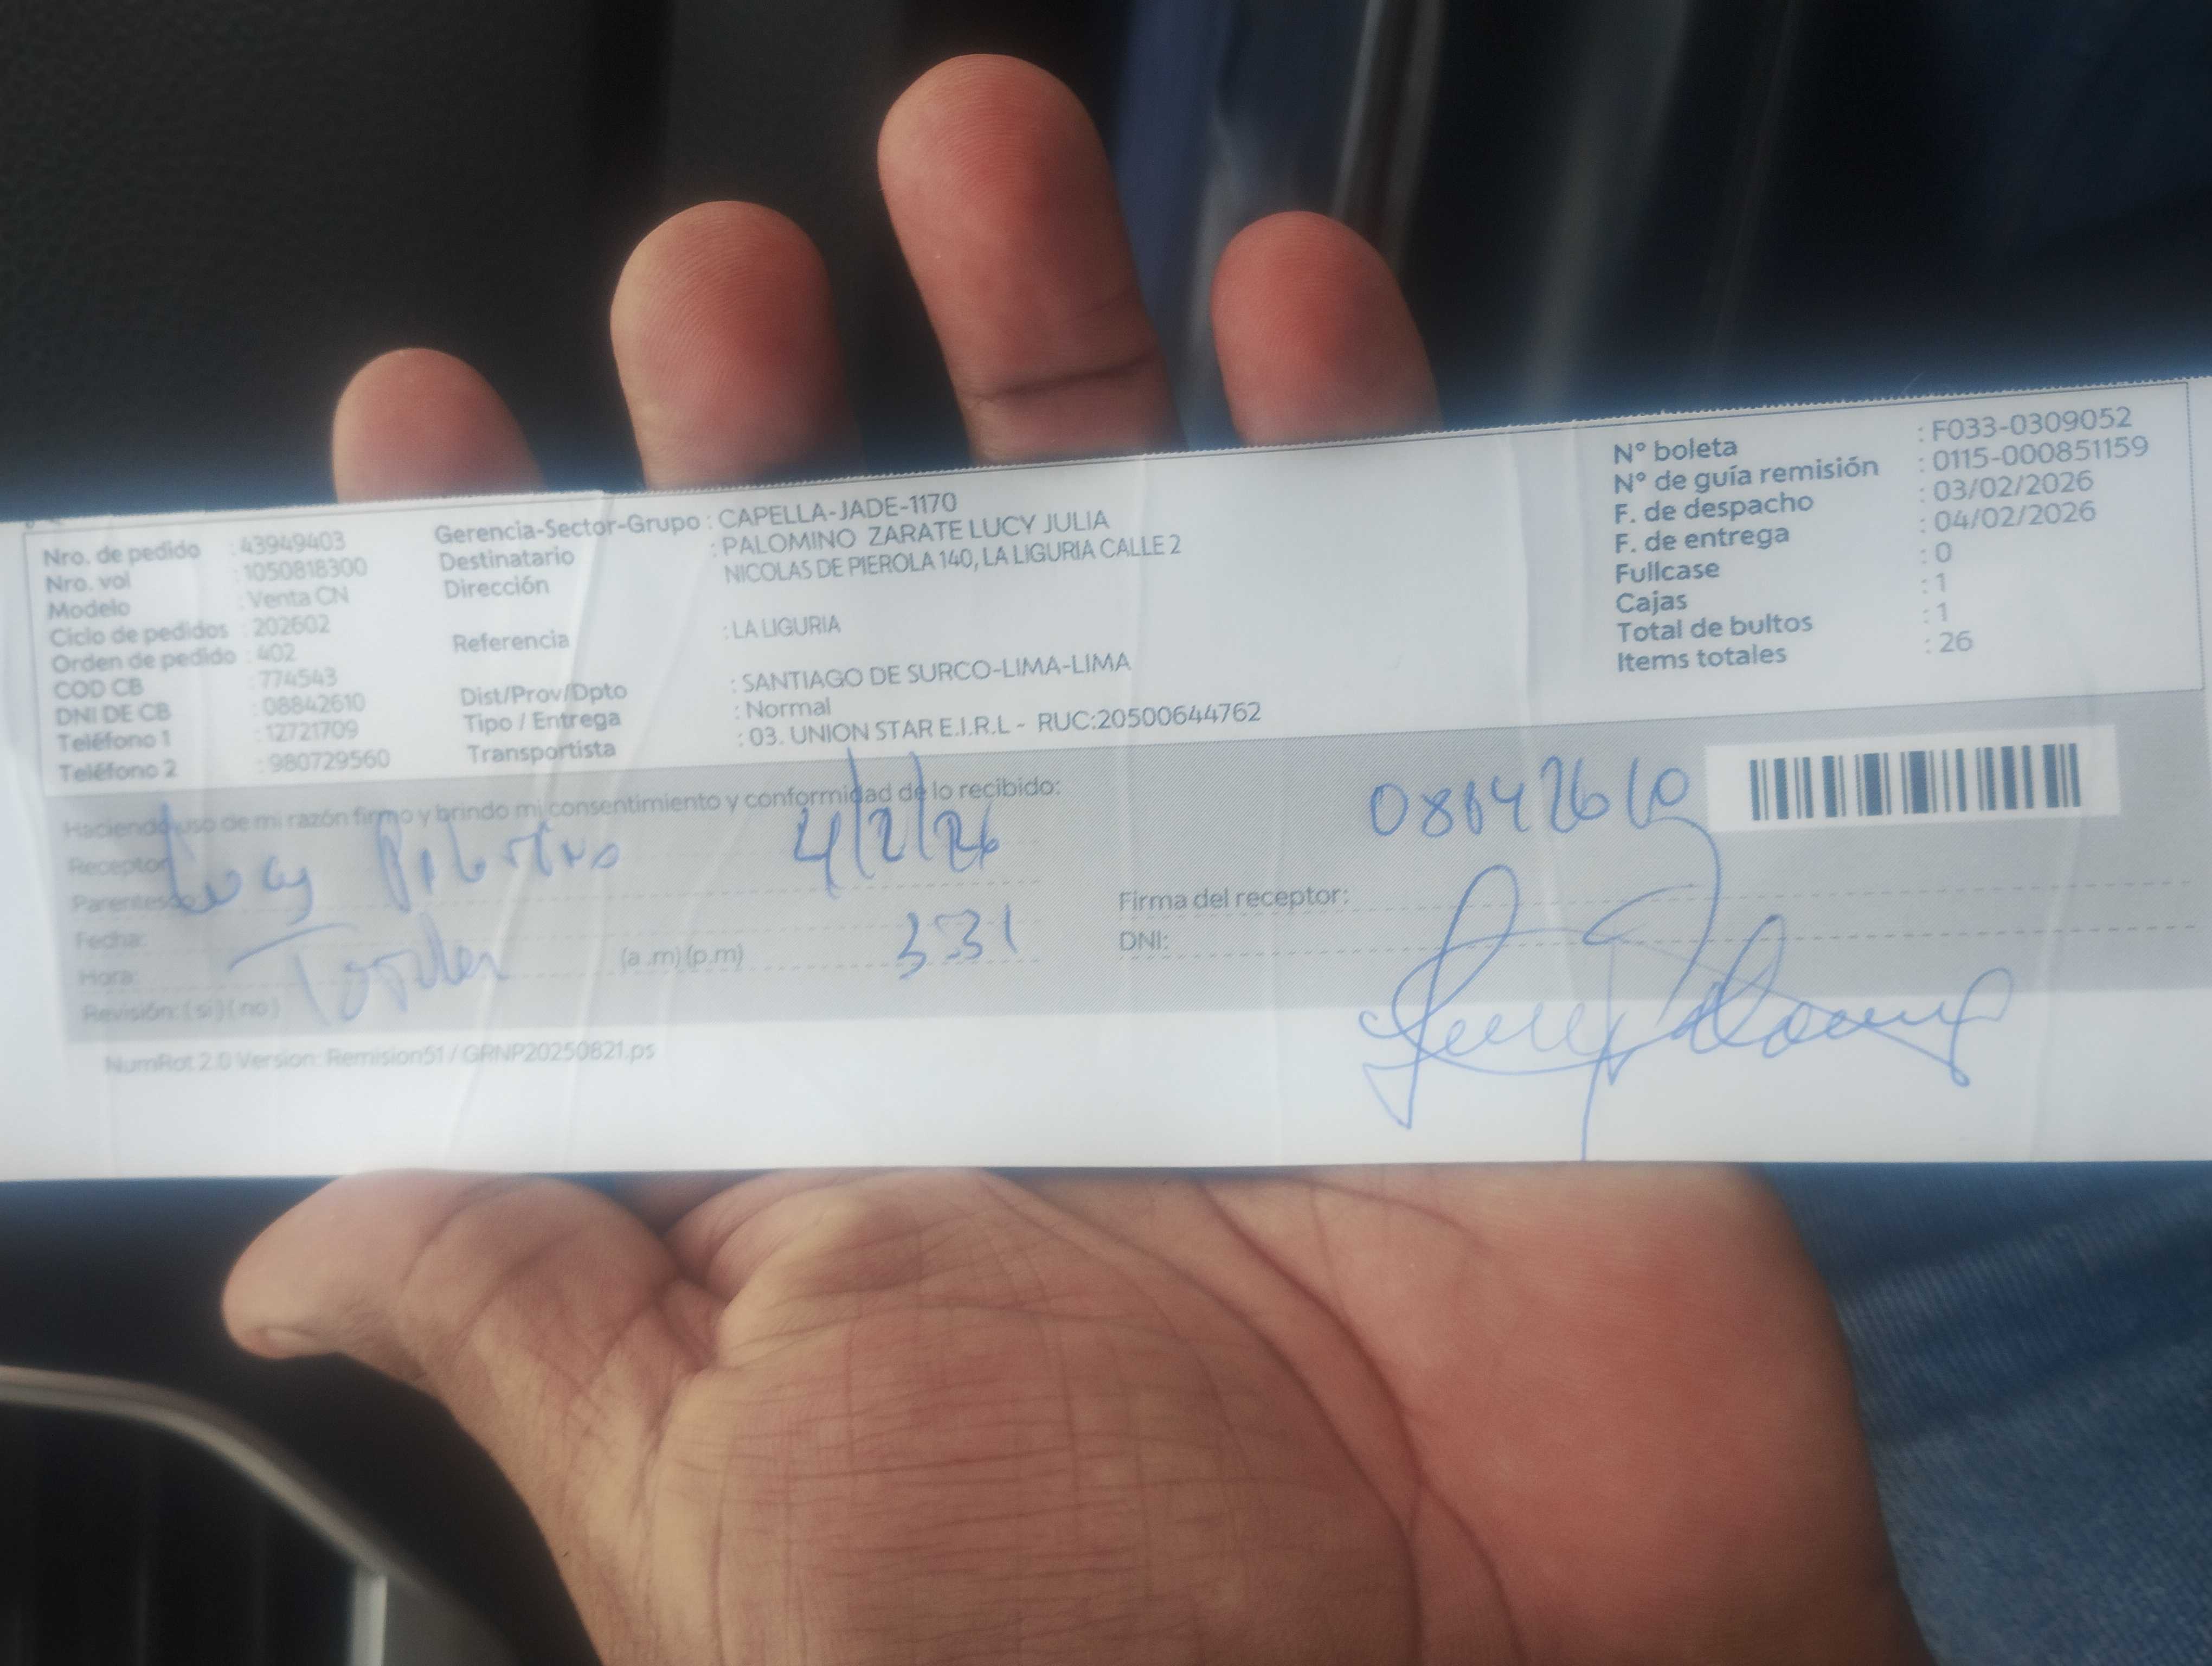 Nro. de pedido : 43949403
Nro. vol : 1050818300
Modelo : Venta CN
Ciclo de pedidos : 202602
Orden de pedido : 402
COD CB : 774543
DNI DE CB : 08842610
Teléfono 1 : 12721709
Teléfono 2 : 980729560
Gerencia-Sector-Grupo : CAPELLA-JADE-1170
Destinatario : PALOMINO ZARATE LUCY JULIA
Dirección NICOLAS DE PIEROLA 140, LA LIGURIA CALLE 2
Referencia : LA LIGURIA
Dist/Prov/Dpto : SANTIAGO DE SURCO-LIMA-LIMA
Tipo / Entrega : Normal
Transportista : 03. UNION STAR E.I.R.L - RUC:20500644762
N° boleta : F033-0309052
N° de guía remisión : 0115-000851159
F. de despacho : 03/02/2026
F. de entrega : 04/02/2026
Fullcase : 0
Cajas : 1
Total de bultos : 1
Items totales : 26
Haciendo uso de mi razón firmo y brindo mi consentimiento y conformidad de lo recibido:
Receptor Lucy 4/2/26
Parentesco
Fecha:
Hora: (a.m)(p.m) 3:31
Revisión: (si)(no)
Firma del receptor:
DNI:
NumRot 2.0 Version: Remision51 / GRNP20250821.ps